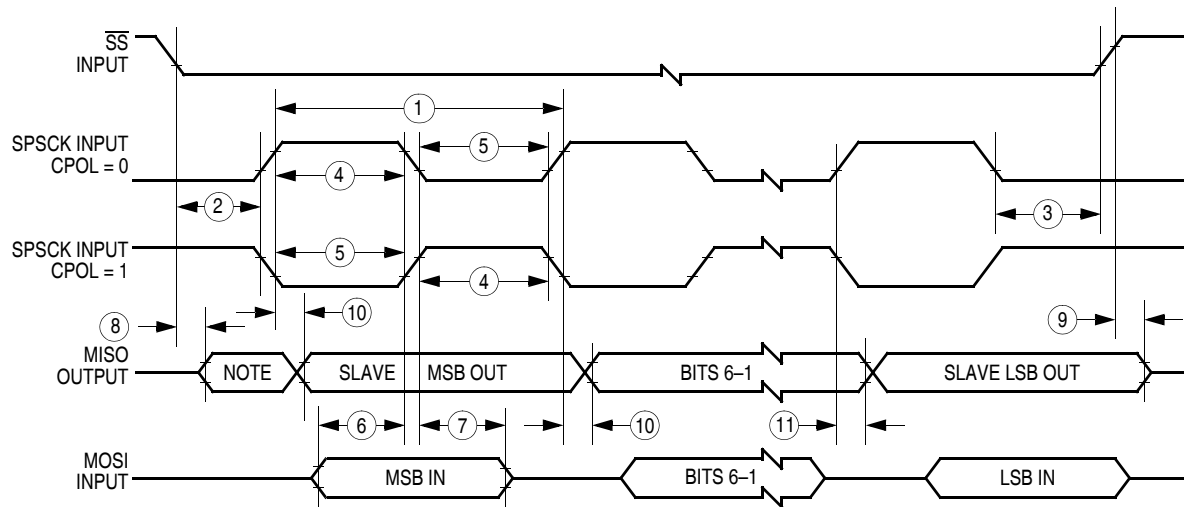 SS
INPUT
1
SPSCK INPUT
CPOL = 0
5
4
2
3
SPSCK INPUT
CPOL = 1
5
4
8
10
9
MISO
OUTPUT
NOTE
SLAVE MSB OUT
BITS 6–1
SLAVE LSB OUT
6
7
10
11
MOSI
INPUT
MSB IN
BITS 6–1
LSB IN